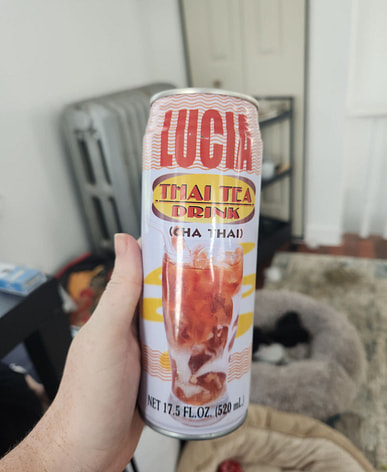 LUCIA
THAI TEA
DRINK
(CHA THAI)
NET 17.5 FL.OZ. (520 mL)